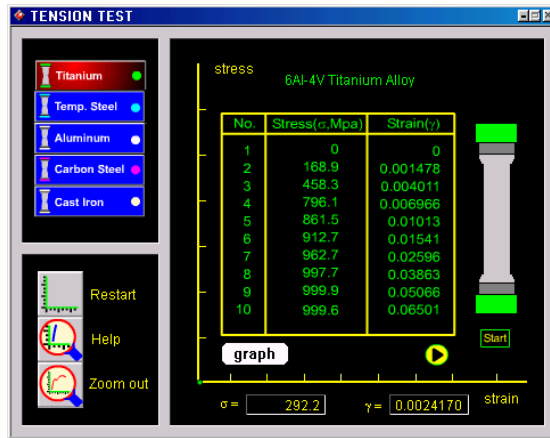 TENSION TEST
Titanium
Temp. Steel
Aluminum
Carbon Steel
Cast Iron
Restart
Help
Zoom out
stress
6Al-4V Titanium Alloy
No. Stress(σ,Mpa) Strain(γ)
1 0 0
2 168.9 0.001478
3 458.3 0.004011
4 796.1 0.006966
5 861.5 0.01013
6 912.7 0.01541
7 962.7 0.02596
8 997.7 0.03863
9 999.9 0.05066
10 999.6 0.06501
graph
Start
σ = 292.2 γ = 0.0024170 strain